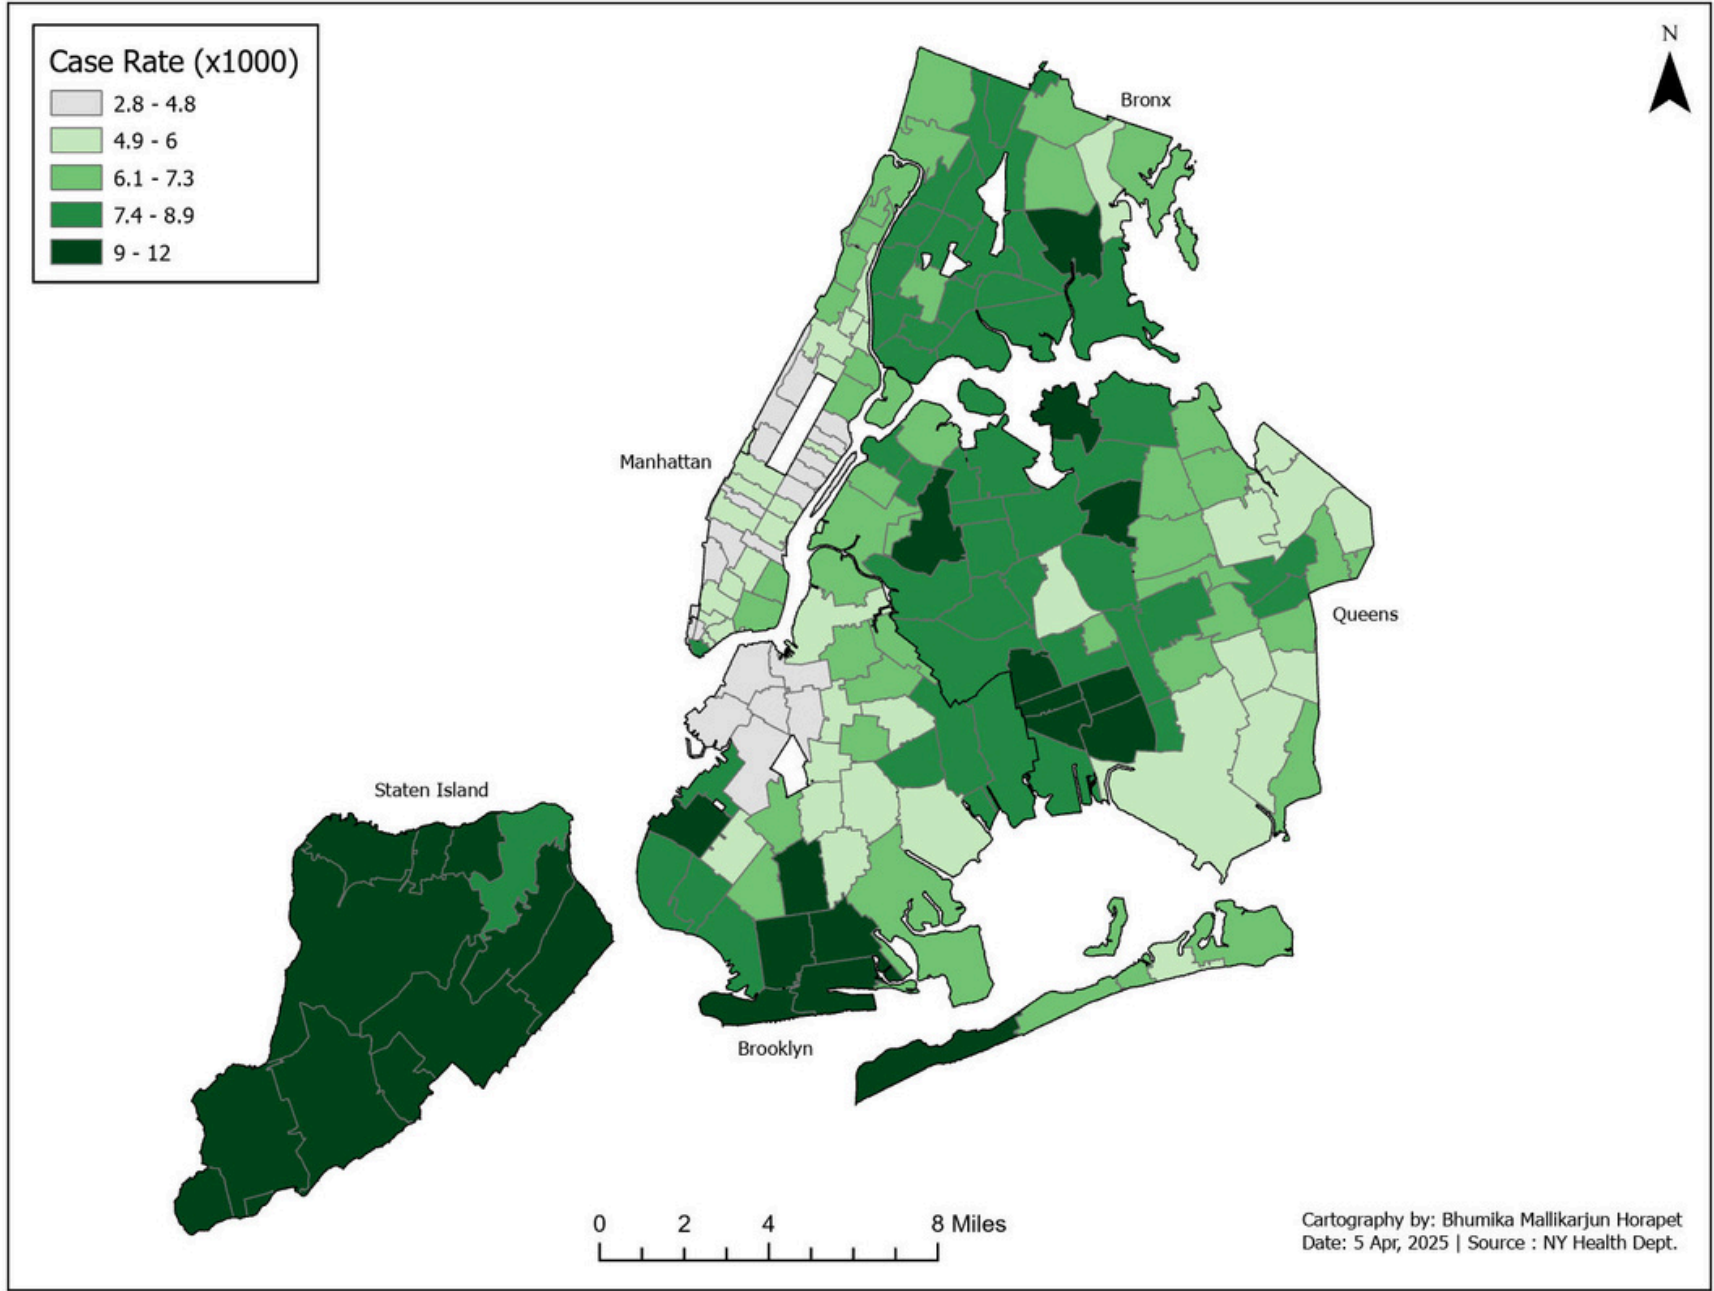 Case Rate (x1000)
2.8 - 4.8
4.9 - 6
6.1 - 7.3
7.4 - 8.9
9 - 12
N
Bronx
Manhattan
Queens
Staten Island
Brooklyn
0 2 4 8 Miles
Cartography by: Bhumika Mallikarjun Horapet
Date: 5 Apr, 2025 | Source : NY Health Dept.